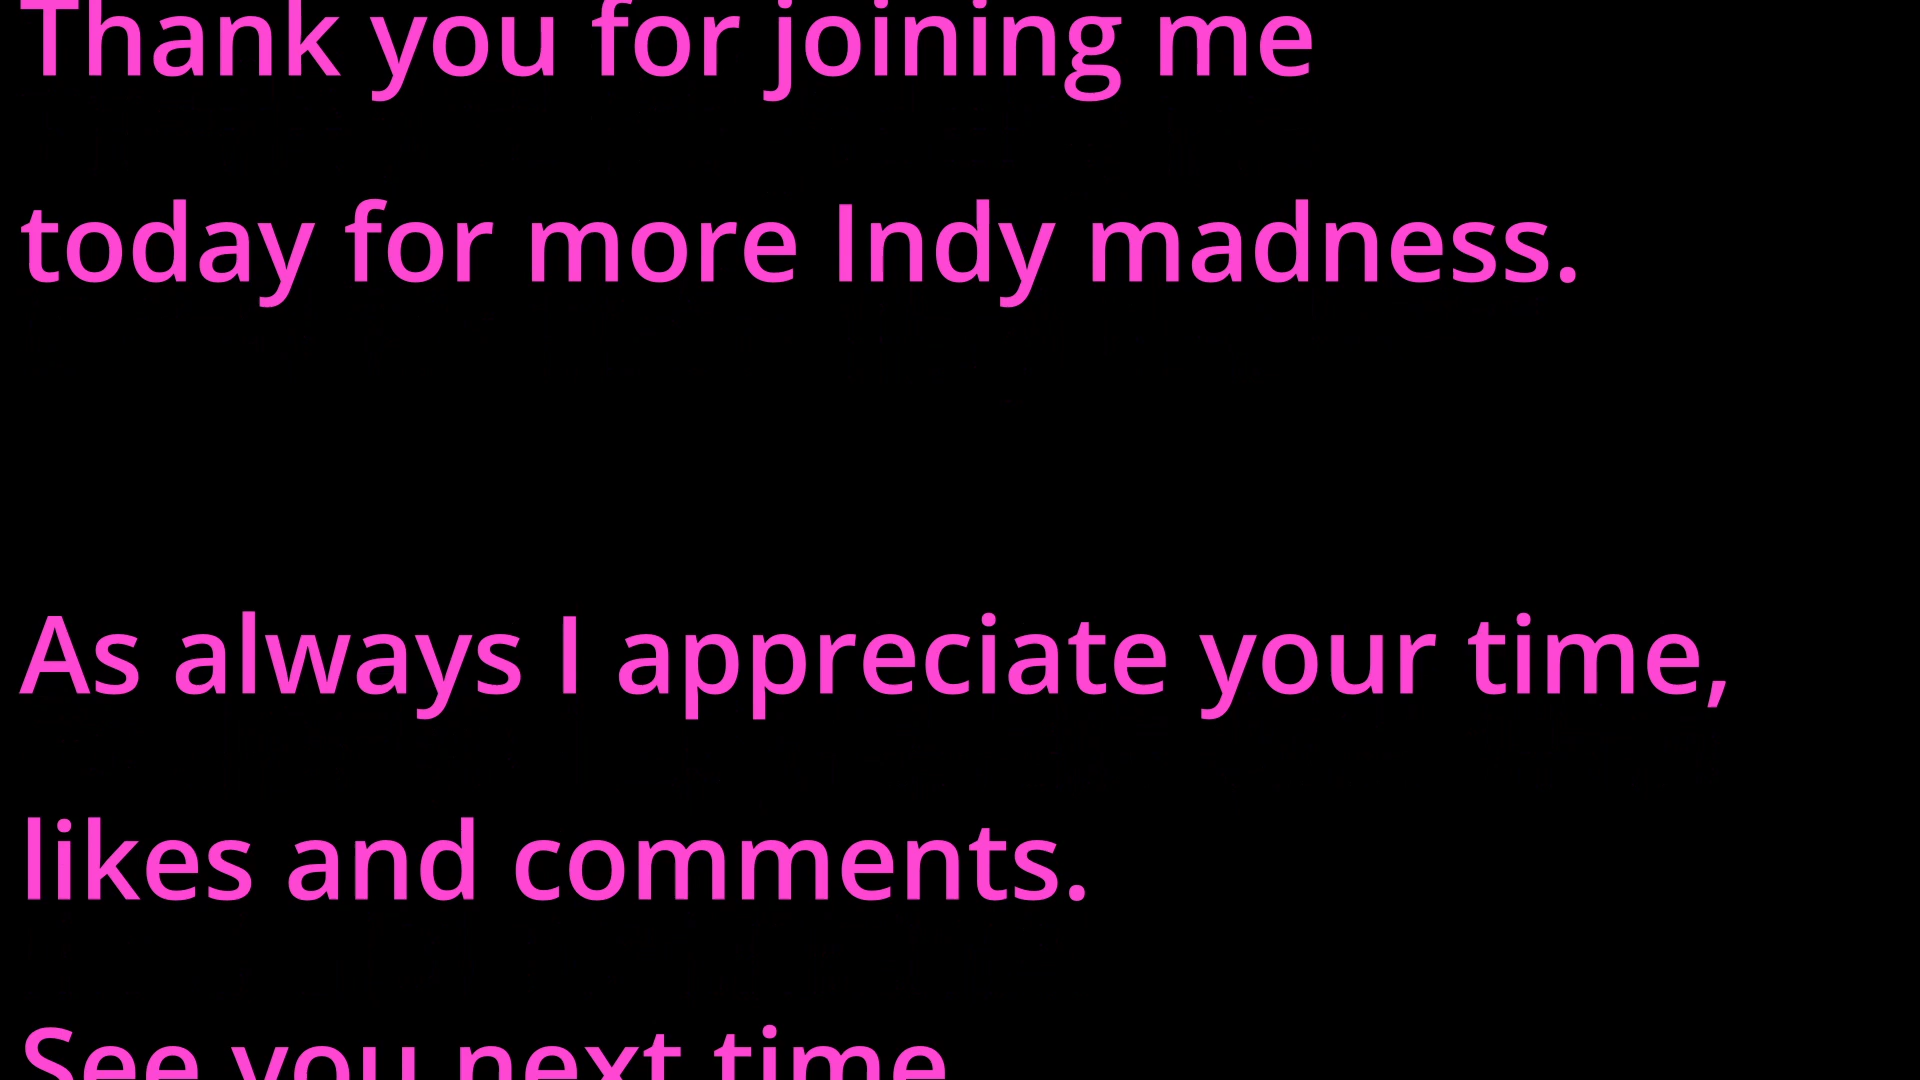 Thank you for joining me
today for more Indy madness.
As always I appreciate your time,
likes and comments.
See you next time